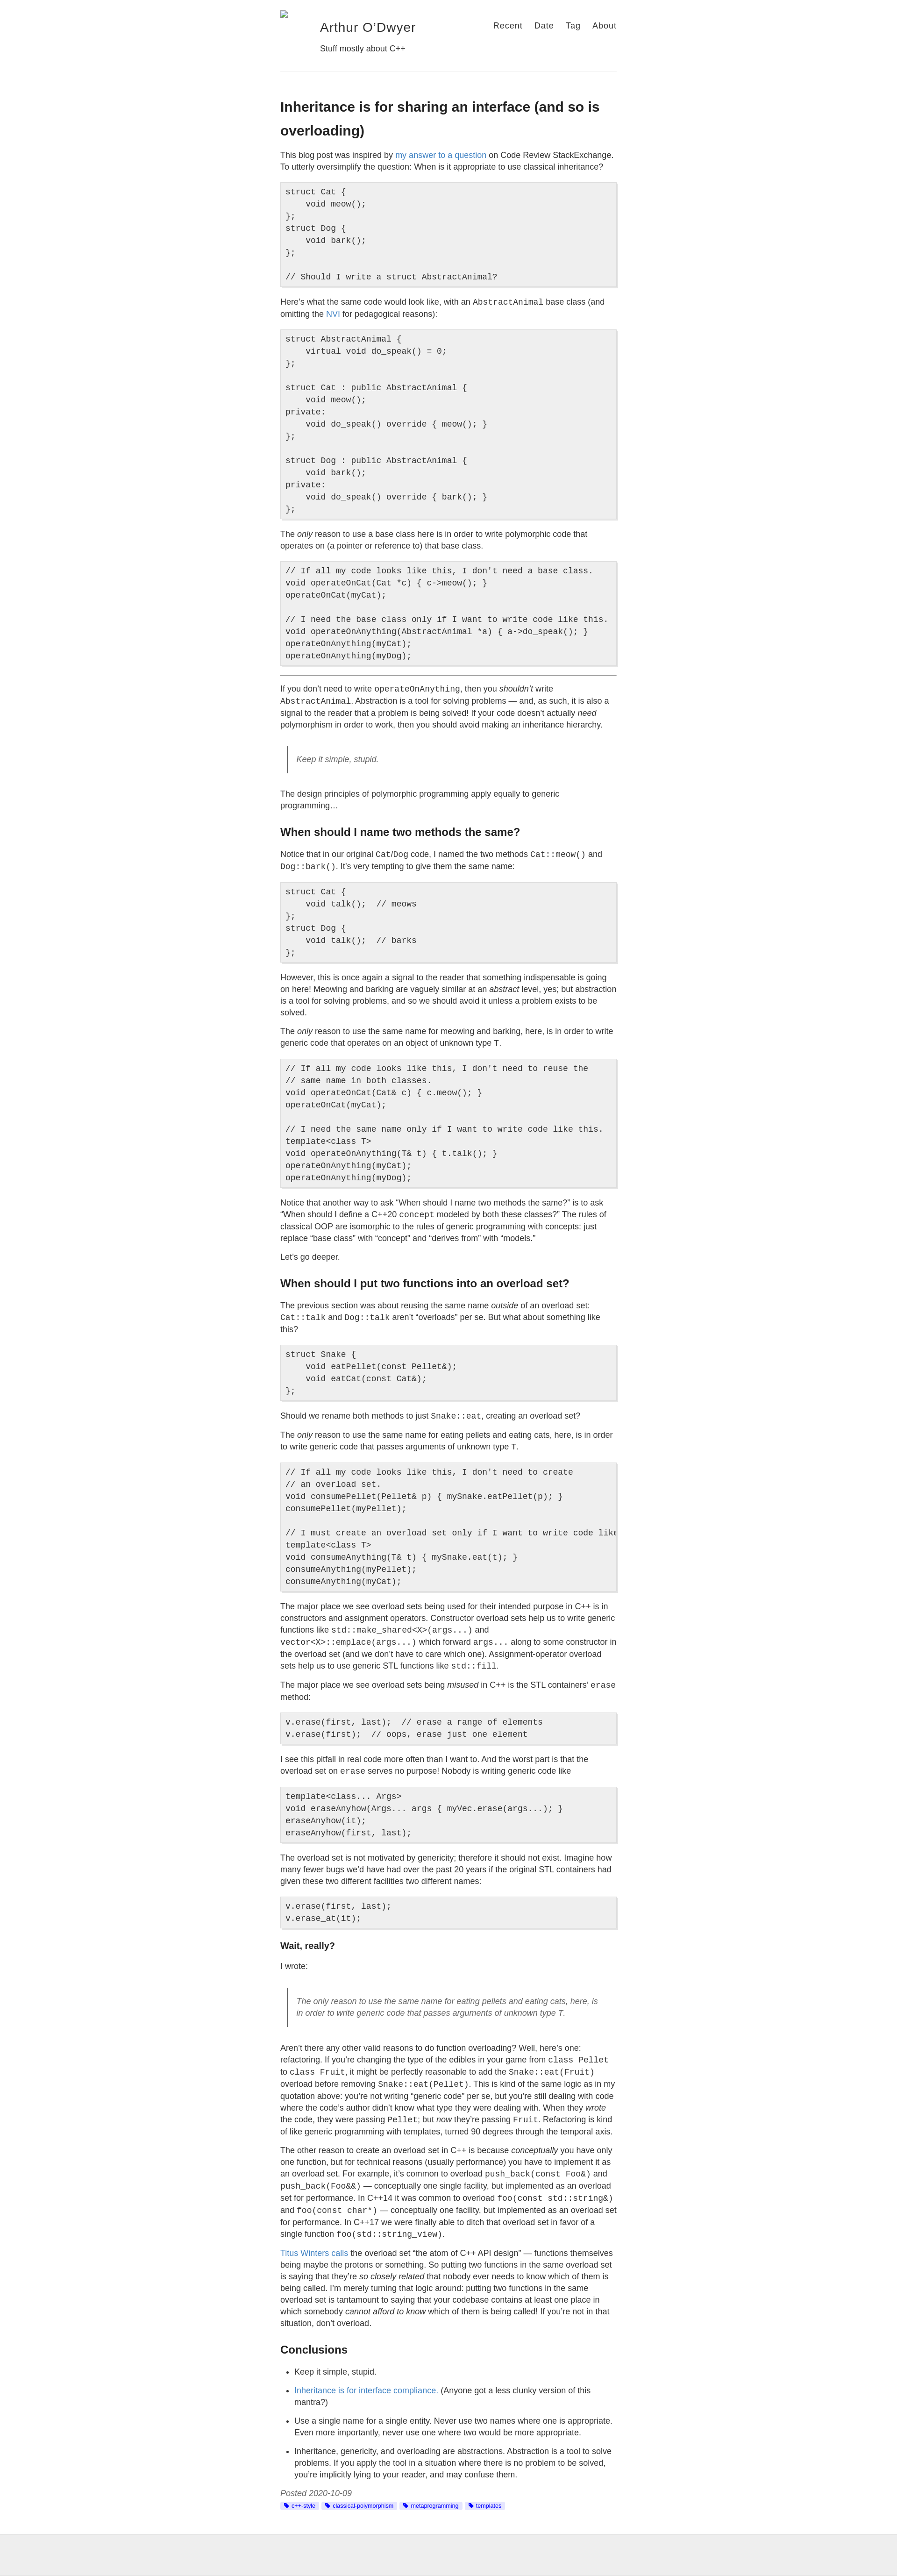 Arthur O’Dwyer
Stuff mostly about C++
Recent Date Tag About
Inheritance is for sharing an interface (and so is
overloading)
This blog post was inspired by my answer to a question on Code Review StackExchange.
To utterly oversimplify the question: When is it appropriate to use classical inheritance?
struct Cat {
    void meow();
};
struct Dog {
    void bark();
};
// Should I write a struct AbstractAnimal?
Here’s what the same code would look like, with an AbstractAnimal base class (and
omitting the NVI for pedagogical reasons):
struct AbstractAnimal {
    virtual void do_speak() = 0;
};
struct Cat : public AbstractAnimal {
    void meow();
private:
    void do_speak() override { meow(); }
};
struct Dog : public AbstractAnimal {
    void bark();
private:
    void do_speak() override { bark(); }
};
The only reason to use a base class here is in order to write polymorphic code that
operates on (a pointer or reference to) that base class.
// If all my code looks like this, I don't need a base class.
void operateOnCat(Cat *c) { c->meow(); }
operateOnCat(myCat);
// I need the base class only if I want to write code like this.
void operateOnAnything(AbstractAnimal *a) { a->do_speak(); }
operateOnAnything(myCat);
operateOnAnything(myDog);
If you don’t need to write operateOnAnything, then you shouldn’t write
AbstractAnimal. Abstraction is a tool for solving problems — and, as such, it is also a
signal to the reader that a problem is being solved! If your code doesn’t actually need
polymorphism in order to work, then you should avoid making an inheritance hierarchy.
Keep it simple, stupid.
The design principles of polymorphic programming apply equally to generic
programming…
When should I name two methods the same?
Notice that in our original Cat/Dog code, I named the two methods Cat::meow() and
Dog::bark(). It’s very tempting to give them the same name:
struct Cat {
    void talk();  // meows
};
struct Dog {
    void talk();  // barks
};
However, this is once again a signal to the reader that something indispensable is going
on here! Meowing and barking are vaguely similar at an abstract level, yes; but abstraction
is a tool for solving problems, and so we should avoid it unless a problem exists to be
solved.
The only reason to use the same name for meowing and barking, here, is in order to write
generic code that operates on an object of unknown type T.
// If all my code looks like this, I don't need to reuse the
// same name in both classes.
void operateOnCat(Cat& c) { c.meow(); }
operateOnCat(myCat);
// I need the same name only if I want to write code like this.
template<class T>
void operateOnAnything(T& t) { t.talk(); }
operateOnAnything(myCat);
operateOnAnything(myDog);
Notice that another way to ask “When should I name two methods the same?” is to ask
“When should I define a C++20 concept modeled by both these classes?” The rules of
classical OOP are isomorphic to the rules of generic programming with concepts: just
replace “base class” with “concept” and “derives from” with “models.”
Let’s go deeper.
When should I put two functions into an overload set?
The previous section was about reusing the same name outside of an overload set:
Cat::talk and Dog::talk aren’t “overloads” per se. But what about something like
this?
struct Snake {
    void eatPellet(const Pellet&);
    void eatCat(const Cat&);
};
Should we rename both methods to just Snake::eat, creating an overload set?
The only reason to use the same name for eating pellets and eating cats, here, is in order
to write generic code that passes arguments of unknown type T.
// If all my code looks like this, I don't need to create
// an overload set.
void consumePellet(Pellet& p) { mySnake.eatPellet(p); }
consumePellet(myPellet);
// I must create an overload set only if I want to write code like
template<class T>
void consumeAnything(T& t) { mySnake.eat(t); }
consumeAnything(myPellet);
consumeAnything(myCat);
The major place we see overload sets being used for their intended purpose in C++ is in
constructors and assignment operators. Constructor overload sets help us to write generic
functions like std::make_shared<X>(args...) and
vector<X>::emplace(args...) which forward args... along to some constructor in
the overload set (and we don’t have to care which one). Assignment-operator overload
sets help us to use generic STL functions like std::fill.
The major place we see overload sets being misused in C++ is the STL containers’ erase
method:
v.erase(first, last);  // erase a range of elements
v.erase(first);  // oops, erase just one element
I see this pitfall in real code more often than I want to. And the worst part is that the
overload set on erase serves no purpose! Nobody is writing generic code like
template<class... Args>
void eraseAnyhow(Args... args { myVec.erase(args...); }
eraseAnyhow(it);
eraseAnyhow(first, last);
The overload set is not motivated by genericity; therefore it should not exist. Imagine how
many fewer bugs we’d have had over the past 20 years if the original STL containers had
given these two different facilities two different names:
v.erase(first, last);
v.erase_at(it);
Wait, really?
I wrote:
The only reason to use the same name for eating pellets and eating cats, here, is
in order to write generic code that passes arguments of unknown type T.
Aren’t there any other valid reasons to do function overloading? Well, here’s one:
refactoring. If you’re changing the type of the edibles in your game from class Pellet
to class Fruit, it might be perfectly reasonable to add the Snake::eat(Fruit)
overload before removing Snake::eat(Pellet). This is kind of the same logic as in my
quotation above: you’re not writing “generic code” per se, but you’re still dealing with code
where the code’s author didn’t know what type they were dealing with. When they wrote
the code, they were passing Pellet; but now they’re passing Fruit. Refactoring is kind
of like generic programming with templates, turned 90 degrees through the temporal axis.
The other reason to create an overload set in C++ is because conceptually you have only
one function, but for technical reasons (usually performance) you have to implement it as
an overload set. For example, it’s common to overload push_back(const Foo&) and
push_back(Foo&&) — conceptually one single facility, but implemented as an overload
set for performance. In C++14 it was common to overload foo(const std::string&)
and foo(const char*) — conceptually one facility, but implemented as an overload set
for performance. In C++17 we were finally able to ditch that overload set in favor of a
single function foo(std::string_view).
Titus Winters calls the overload set “the atom of C++ API design” — functions themselves
being maybe the protons or something. So putting two functions in the same overload set
is saying that they’re so closely related that nobody ever needs to know which of them is
being called. I’m merely turning that logic around: putting two functions in the same
overload set is tantamount to saying that your codebase contains at least one place in
which somebody cannot afford to know which of them is being called! If you’re not in that
situation, don’t overload.
Conclusions
• Keep it simple, stupid.
• Inheritance is for interface compliance. (Anyone got a less clunky version of this
mantra?)
• Use a single name for a single entity. Never use two names where one is appropriate.
Even more importantly, never use one where two would be more appropriate.
• Inheritance, genericity, and overloading are abstractions. Abstraction is a tool to solve
problems. If you apply the tool in a situation where there is no problem to be solved,
you’re implicitly lying to your reader, and may confuse them.
Posted 2020-10-09
c++-style classical-polymorphism metaprogramming templates